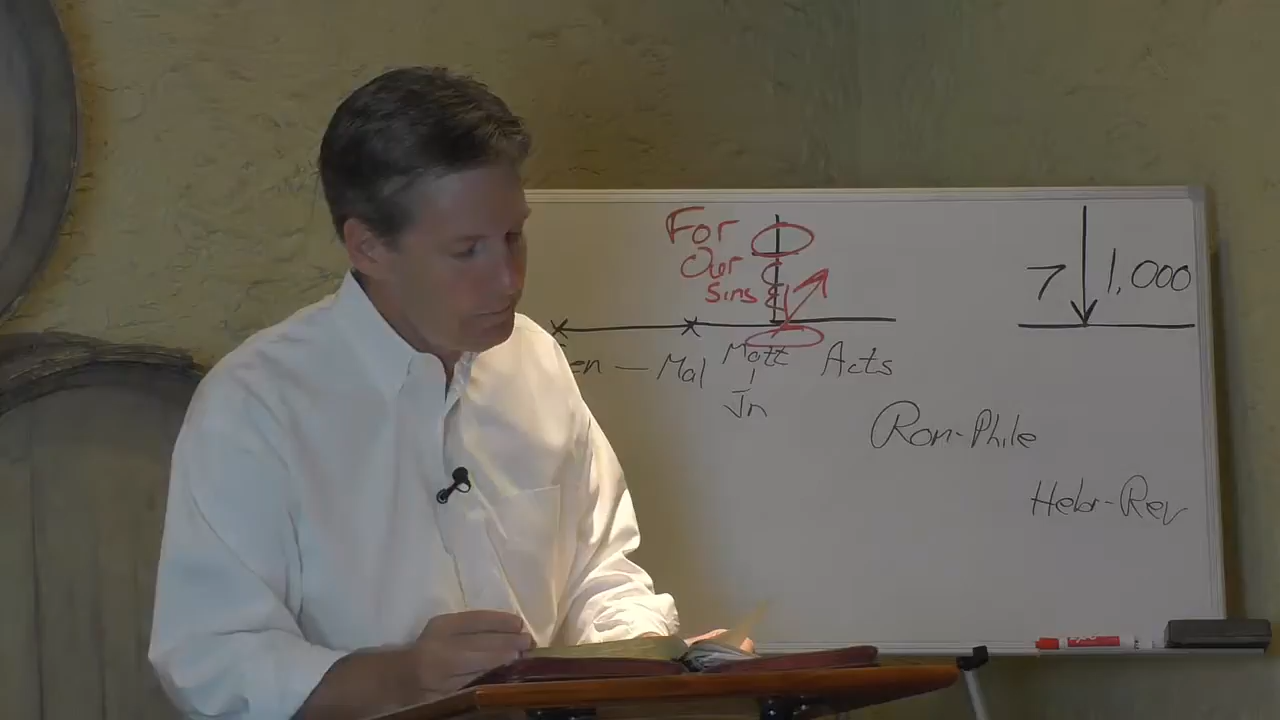 For
Our
Sins
7 1,000
en — Mal Matt Acts
Jn
Rom-Phile
Hebr-Rev